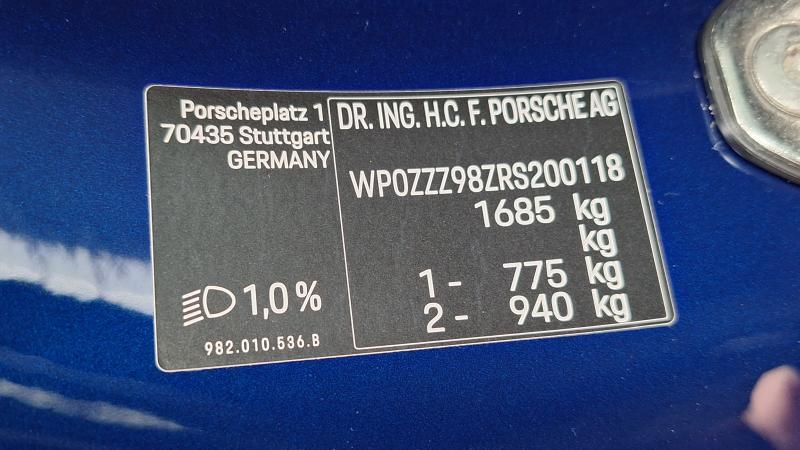 Porscheplatz 1
70435 Stuttgart
GERMANY
1,0%
982.010.536.B
DR. ING. H.C. F. PORSCHE AG
WP0ZZZ98ZRS200118
1685 kg
kg
1- 775 kg
2- 940 kg